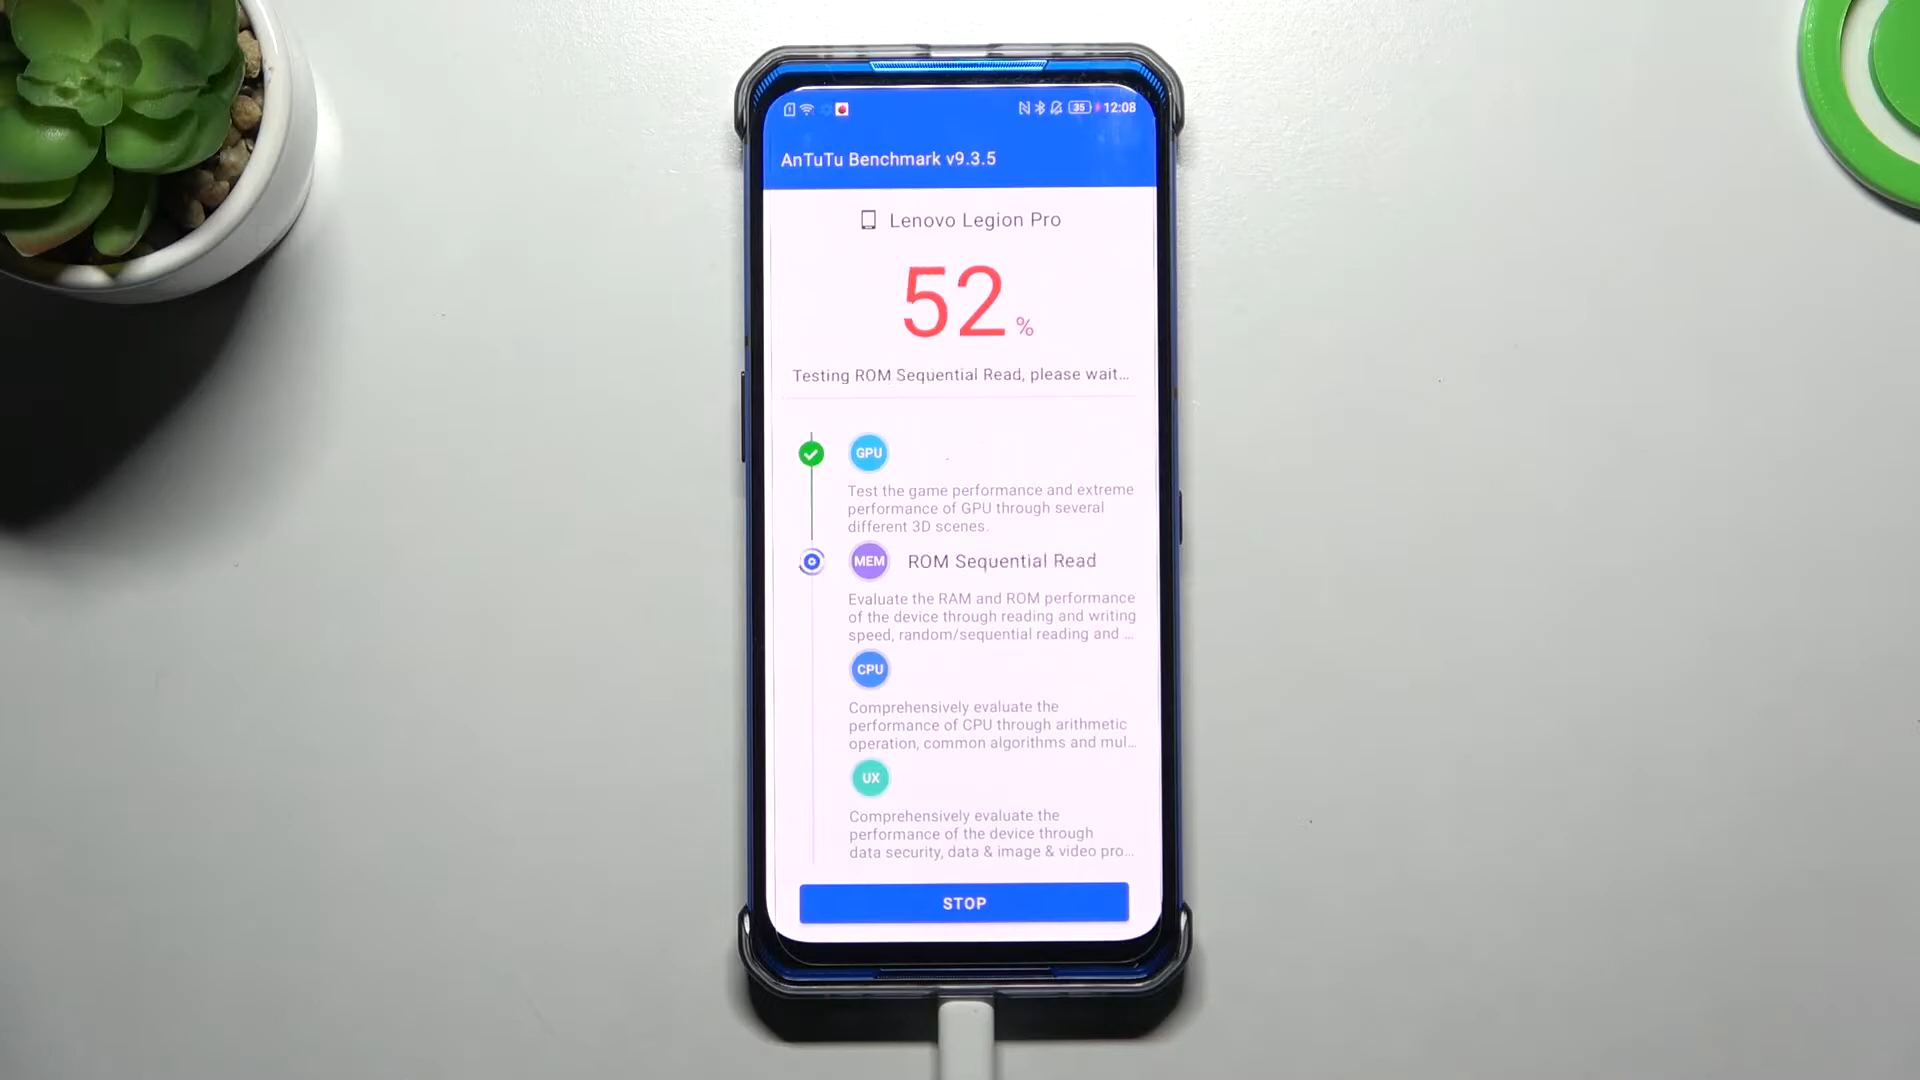 35 12:08
AnTuTu Benchmark v9.3.5
Lenovo Legion Pro
52 %
Testing ROM Sequential Read, please wait...
GPU
Test the game performance and extreme
performance of GPU through several
different 3D scenes.
MEM ROM Sequential Read
Evaluate the RAM and ROM performance
of the device through reading and writing
speed, random/sequential reading and ...
CPU
Comprehensively evaluate the
performance of CPU through arithmetic
operation, common algorithms and mul...
UX
Comprehensively evaluate the
performance of the device through
data security, data & image & video pro...
STOP